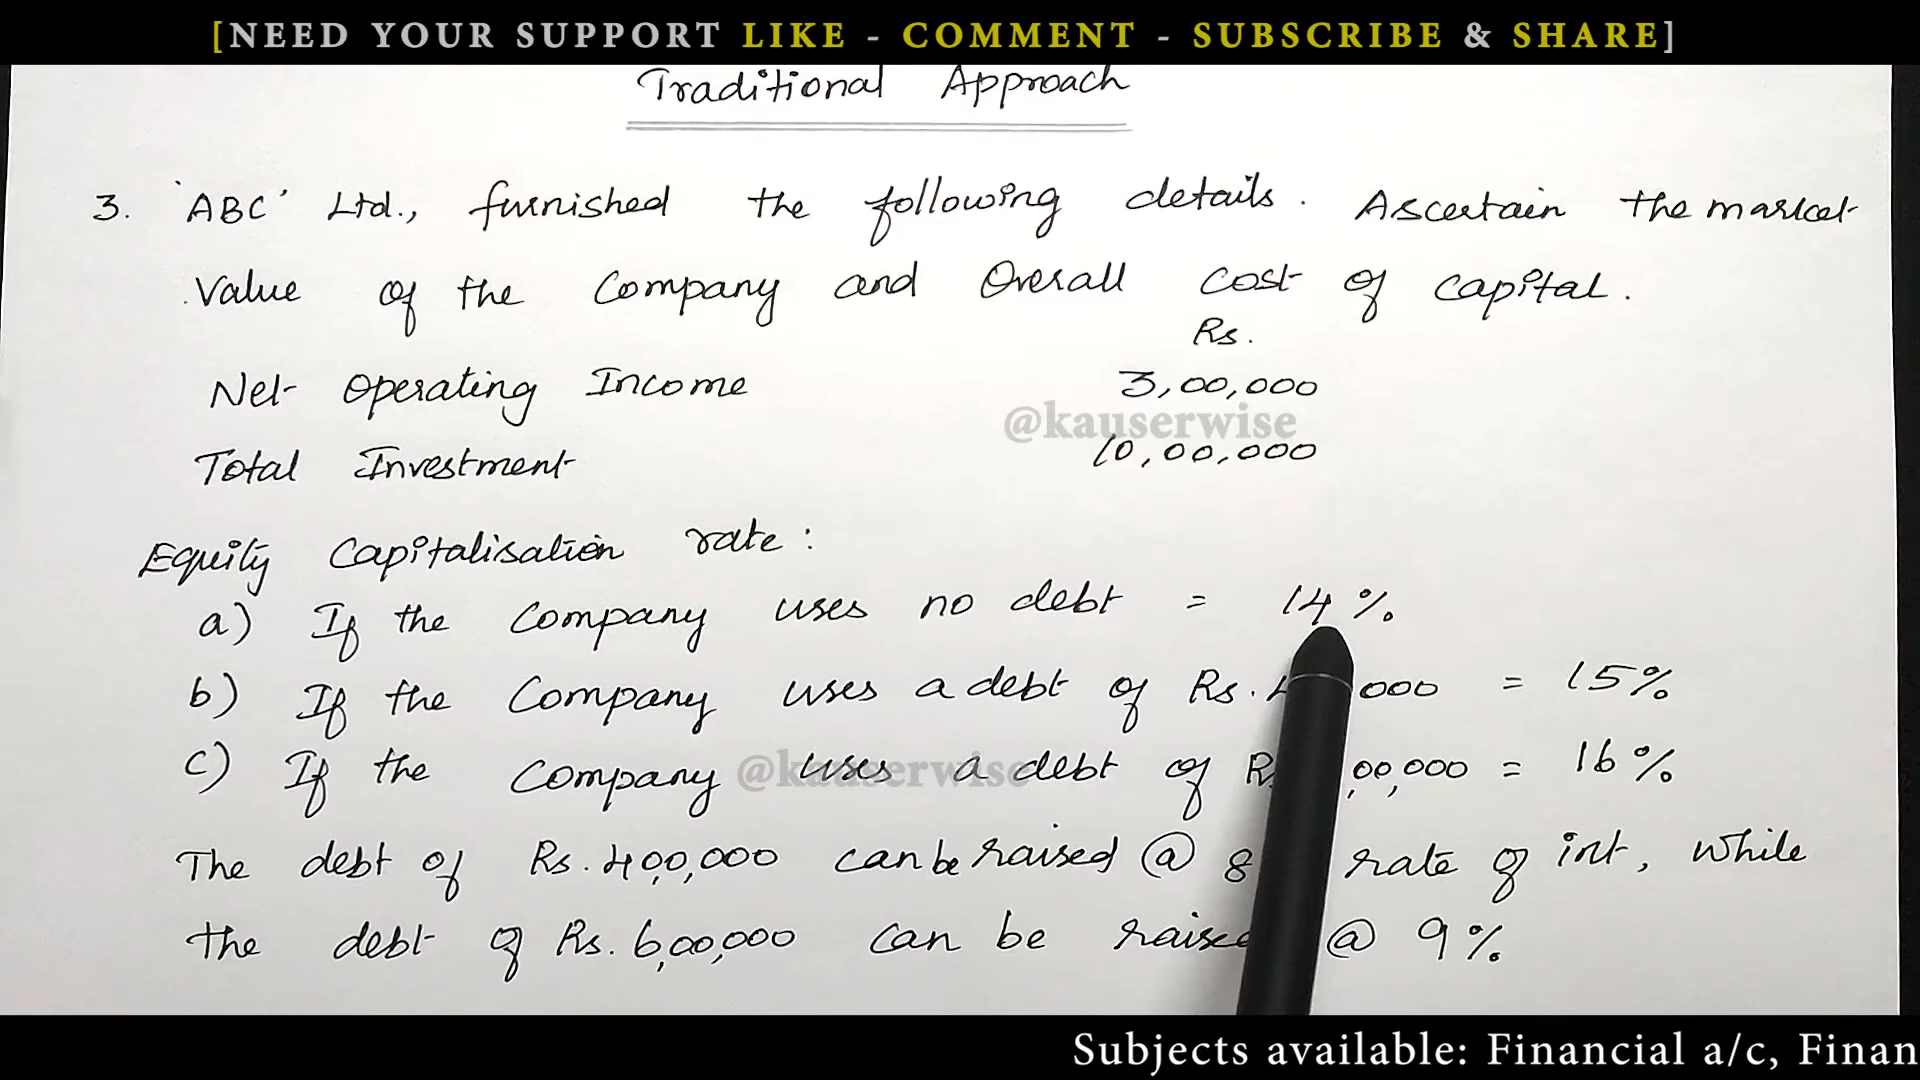 [NEED YOUR SUPPORT LIKE - COMMENT - SUBSCRIBE & SHARE]
Traditional Approach
3. 'ABC' Ltd., furnished the following details. Ascertain the market
Value of the Company and Overall cost of capital.
Rs.
Net Operating Income 3,00,000
@kauserwise
Total Investment 10,00,000
Equity Capitalisation rate:
a) If the Company uses no debt = 14%
b) If the Company uses a debt of Rs. 000 = 15%
c) If the Company uses a debt of 00,000 = 16%
@kauserwise
The debt of Rs. 400,000 can be raised @ 8 rate of int, while
the debt of Rs. 6,00,000 can be raised @ 9%
Subjects available: Financial a/c, Finan